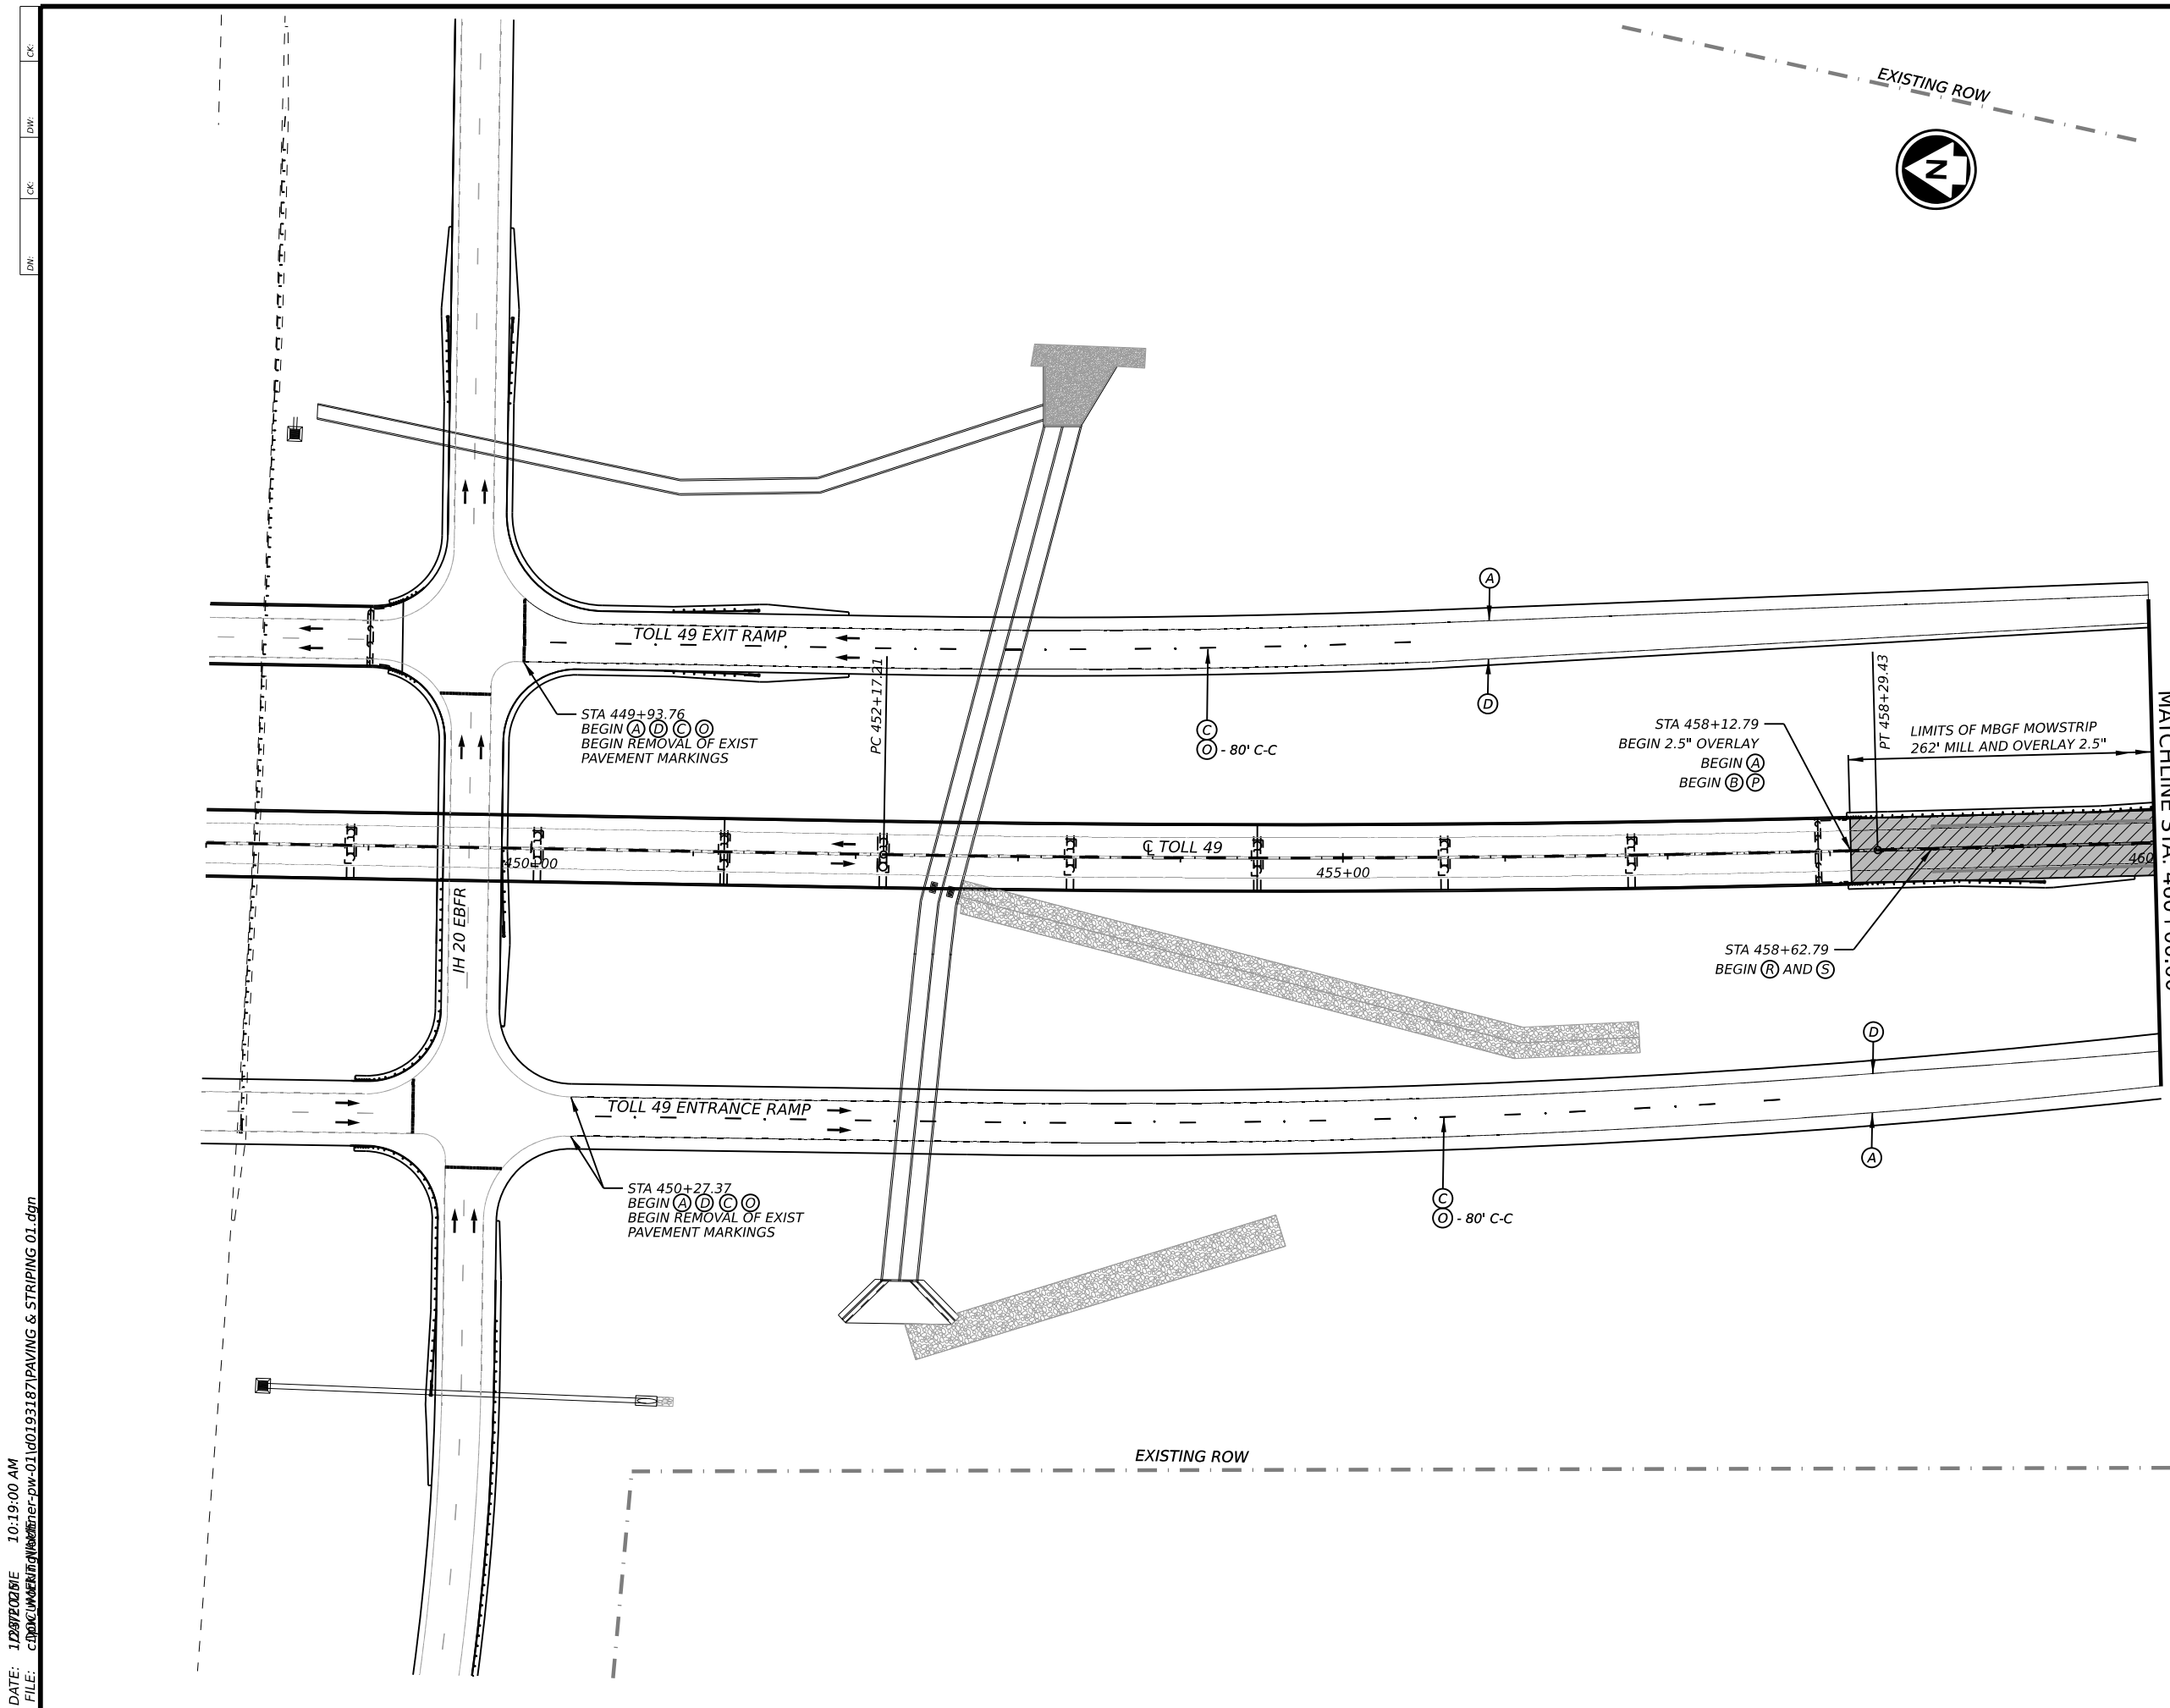 EXISTING ROW
N
CK:
DW:
CK:
DN:
TOLL 49 EXIT RAMP
A
D
STA 449+93.76
BEGIN A D C O
BEGIN REMOVAL OF EXIST
PAVEMENT MARKINGS
PC 452+17.21
C
O - 80' C-C
STA 458+12.79
BEGIN 2.5" OVERLAY
BEGIN A
BEGIN B P
PT 458+29.43
LIMITS OF MBGF MOWSTRIP
262' MILL AND OVERLAY 2.5"
450+00
℄ TOLL 49
455+00
460
IH 20 EBFR
STA 458+62.79
BEGIN R AND S
D
A
TOLL 49 ENTRANCE RAMP
STA 450+27.37
BEGIN A D C O
BEGIN REMOVAL OF EXIST
PAVEMENT MARKINGS
C
O - 80' C-C
EXISTING ROW
DATE: 10:19:00 AM
FILE: